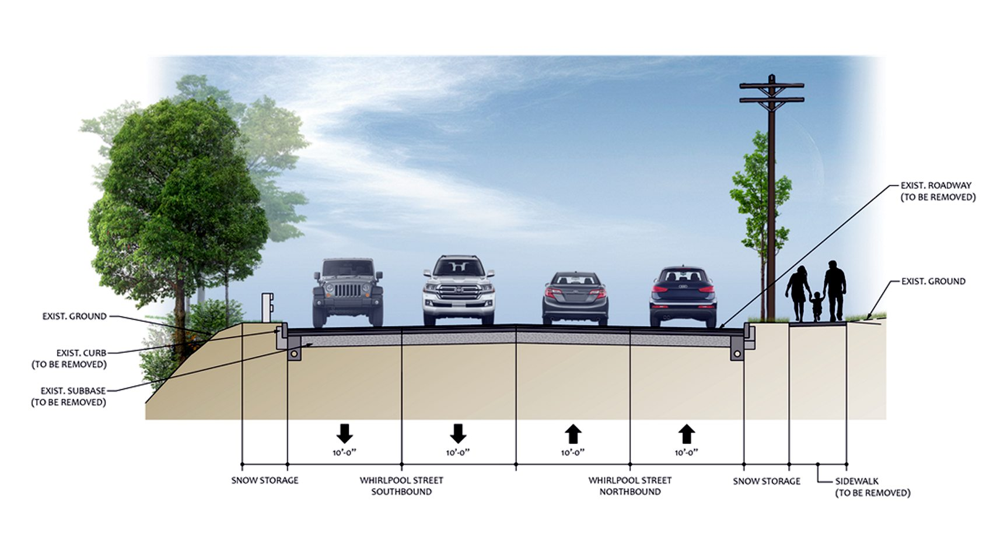 EXIST. ROADWAY
(TO BE REMOVED)
EXIST. GROUND
EXIST. GROUND
EXIST. CURB
(TO BE REMOVED)
EXIST. SUBBASE
(TO BE REMOVED)
10'-0"
10'-0"
10'-0"
10'-0"
SNOW STORAGE
WHIRLPOOL STREET
SOUTHBOUND
WHIRLPOOL STREET
NORTHBOUND
SNOW STORAGE
SIDEWALK
(TO BE REMOVED)